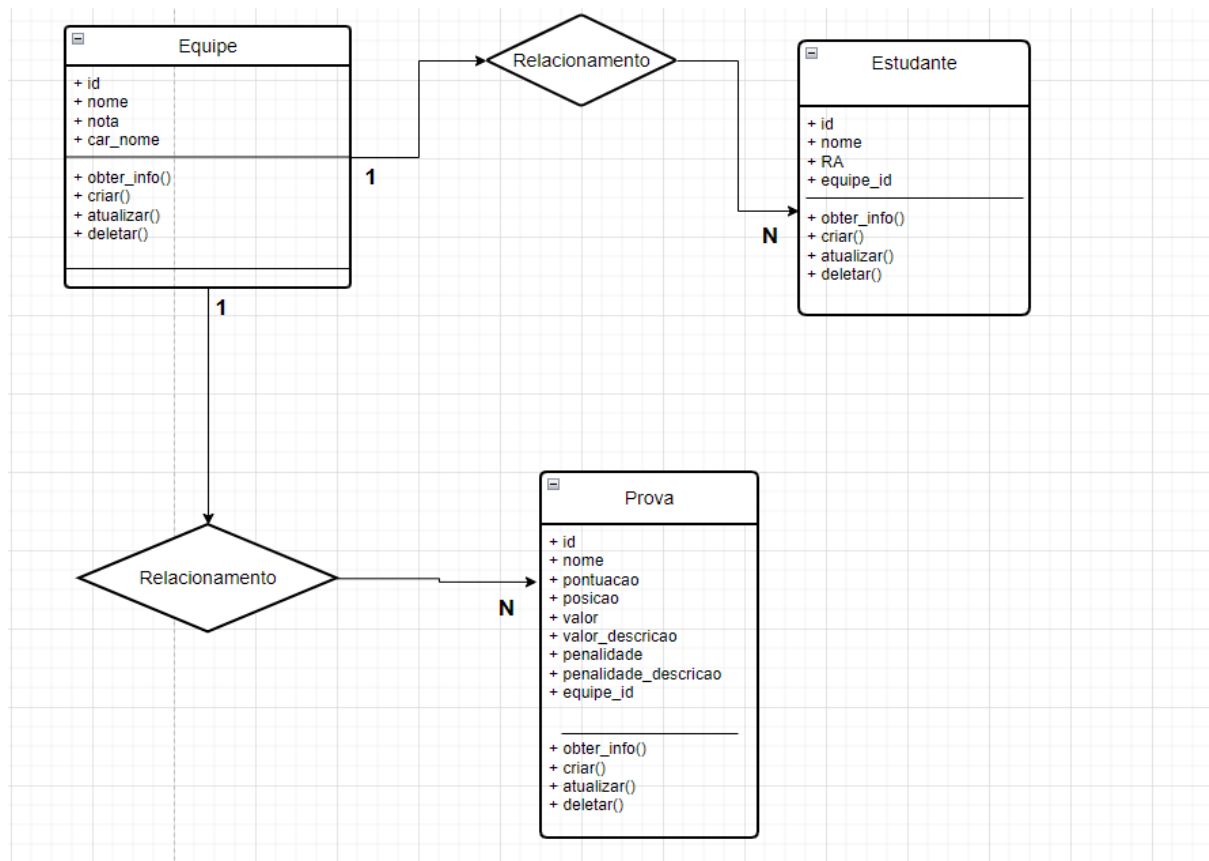 Equipe
+ id
+ nome
+ nota
+ car_nome
+ obter_info()
+ criar()
+ atualizar()
+ deletar()
1
1
Relacionamento
Estudante
+ id
+ nome
+ RA
+ equipe_id
+ obter_info()
+ criar()
+ atualizar()
+ deletar()
N
Relacionamento
N
Prova
+ id
+ nome
+ pontuacao
+ posicao
+ valor
+ valor_descricao
+ penalidade
+ penalidade_descricao
+ equipe_id
+ obter_info()
+ criar()
+ atualizar()
+ deletar()